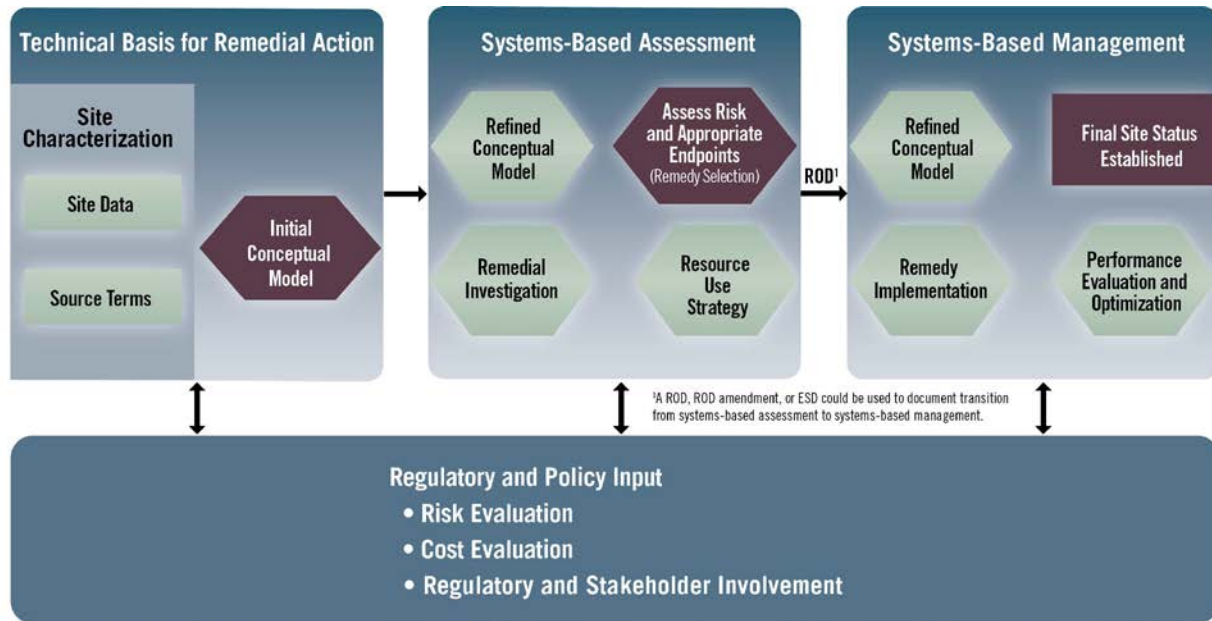 Technical Basis for Remedial Action
Site
Characterization
Site Data
Source Terms
Initial
Conceptual
Model
Systems-Based Assessment
Refined
Conceptual
Model
Assess Risk
and Appropriate
Endpoints
(Remedy Selection)
Remedial
Investigation
Resource
Use
Strategy
ROD¹
Systems-Based Management
Refined
Conceptual
Model
Final Site Status
Established
Remedy
Implementation
Performance
Evaluation and
Optimization
¹A ROD, ROD amendment, or ESD could be used to document transition
from systems-based assessment to systems-based management.
Regulatory and Policy Input
• Risk Evaluation
• Cost Evaluation
• Regulatory and Stakeholder Involvement